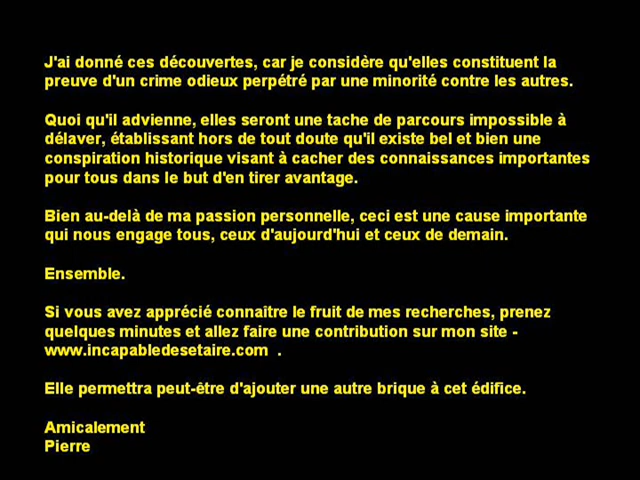 J'ai donné ces découvertes, car je considère qu'elles constituent la
preuve d'un crime odieux perpétré par une minorité contre les autres.
Quoi qu'il advienne, elles seront une tache de parcours impossible à
délaver, établissant hors de tout doute qu'il existe bel et bien une
conspiration historique visant à cacher des connaissances importantes
pour tous dans le but d'en tirer avantage.
Bien au-delà de ma passion personnelle, ceci est une cause importante
qui nous engage tous, ceux d'aujourd'hui et ceux de demain.
Ensemble.
Si vous avez apprécié connaître le fruit de mes recherches, prenez
quelques minutes et allez faire une contribution sur mon site -
www.incapabledesetaire.com .
Elle permettra peut-être d'ajouter une autre brique à cet édifice.
Amicalement
Pierre